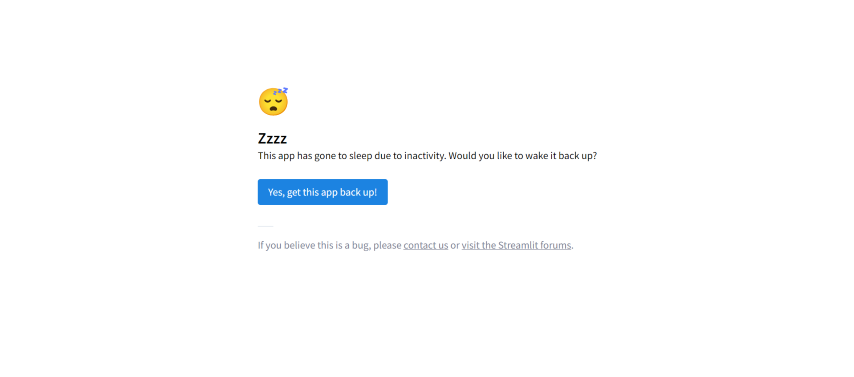 Zzzz
This app has gone to sleep due to inactivity. Would you like to wake it back up?
Yes, get this app back up!
If you believe this is a bug, please contact us or visit the Streamlit forums.